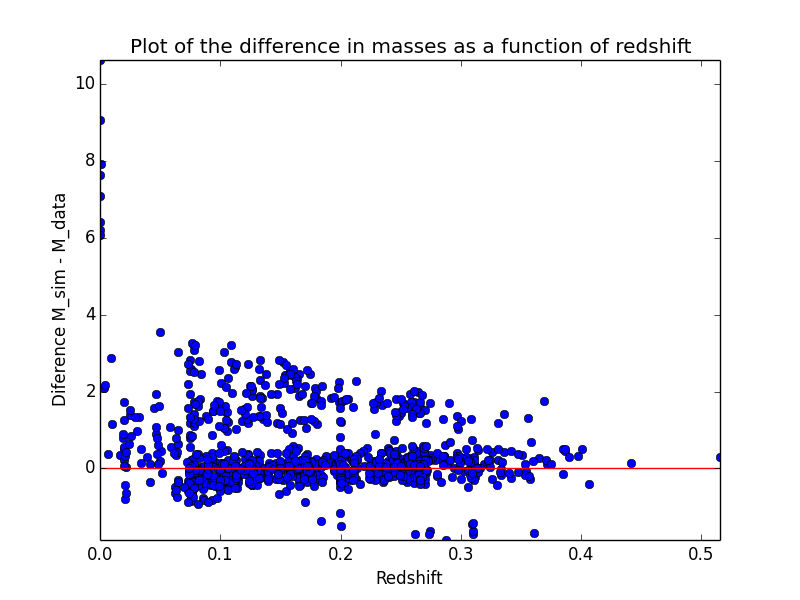 Plot of the difference in masses as a function of redshift
10
8
6
4
2
0
Diference M_sim - M_data
0.0 0.1 0.2 0.3 0.4 0.5
Redshift